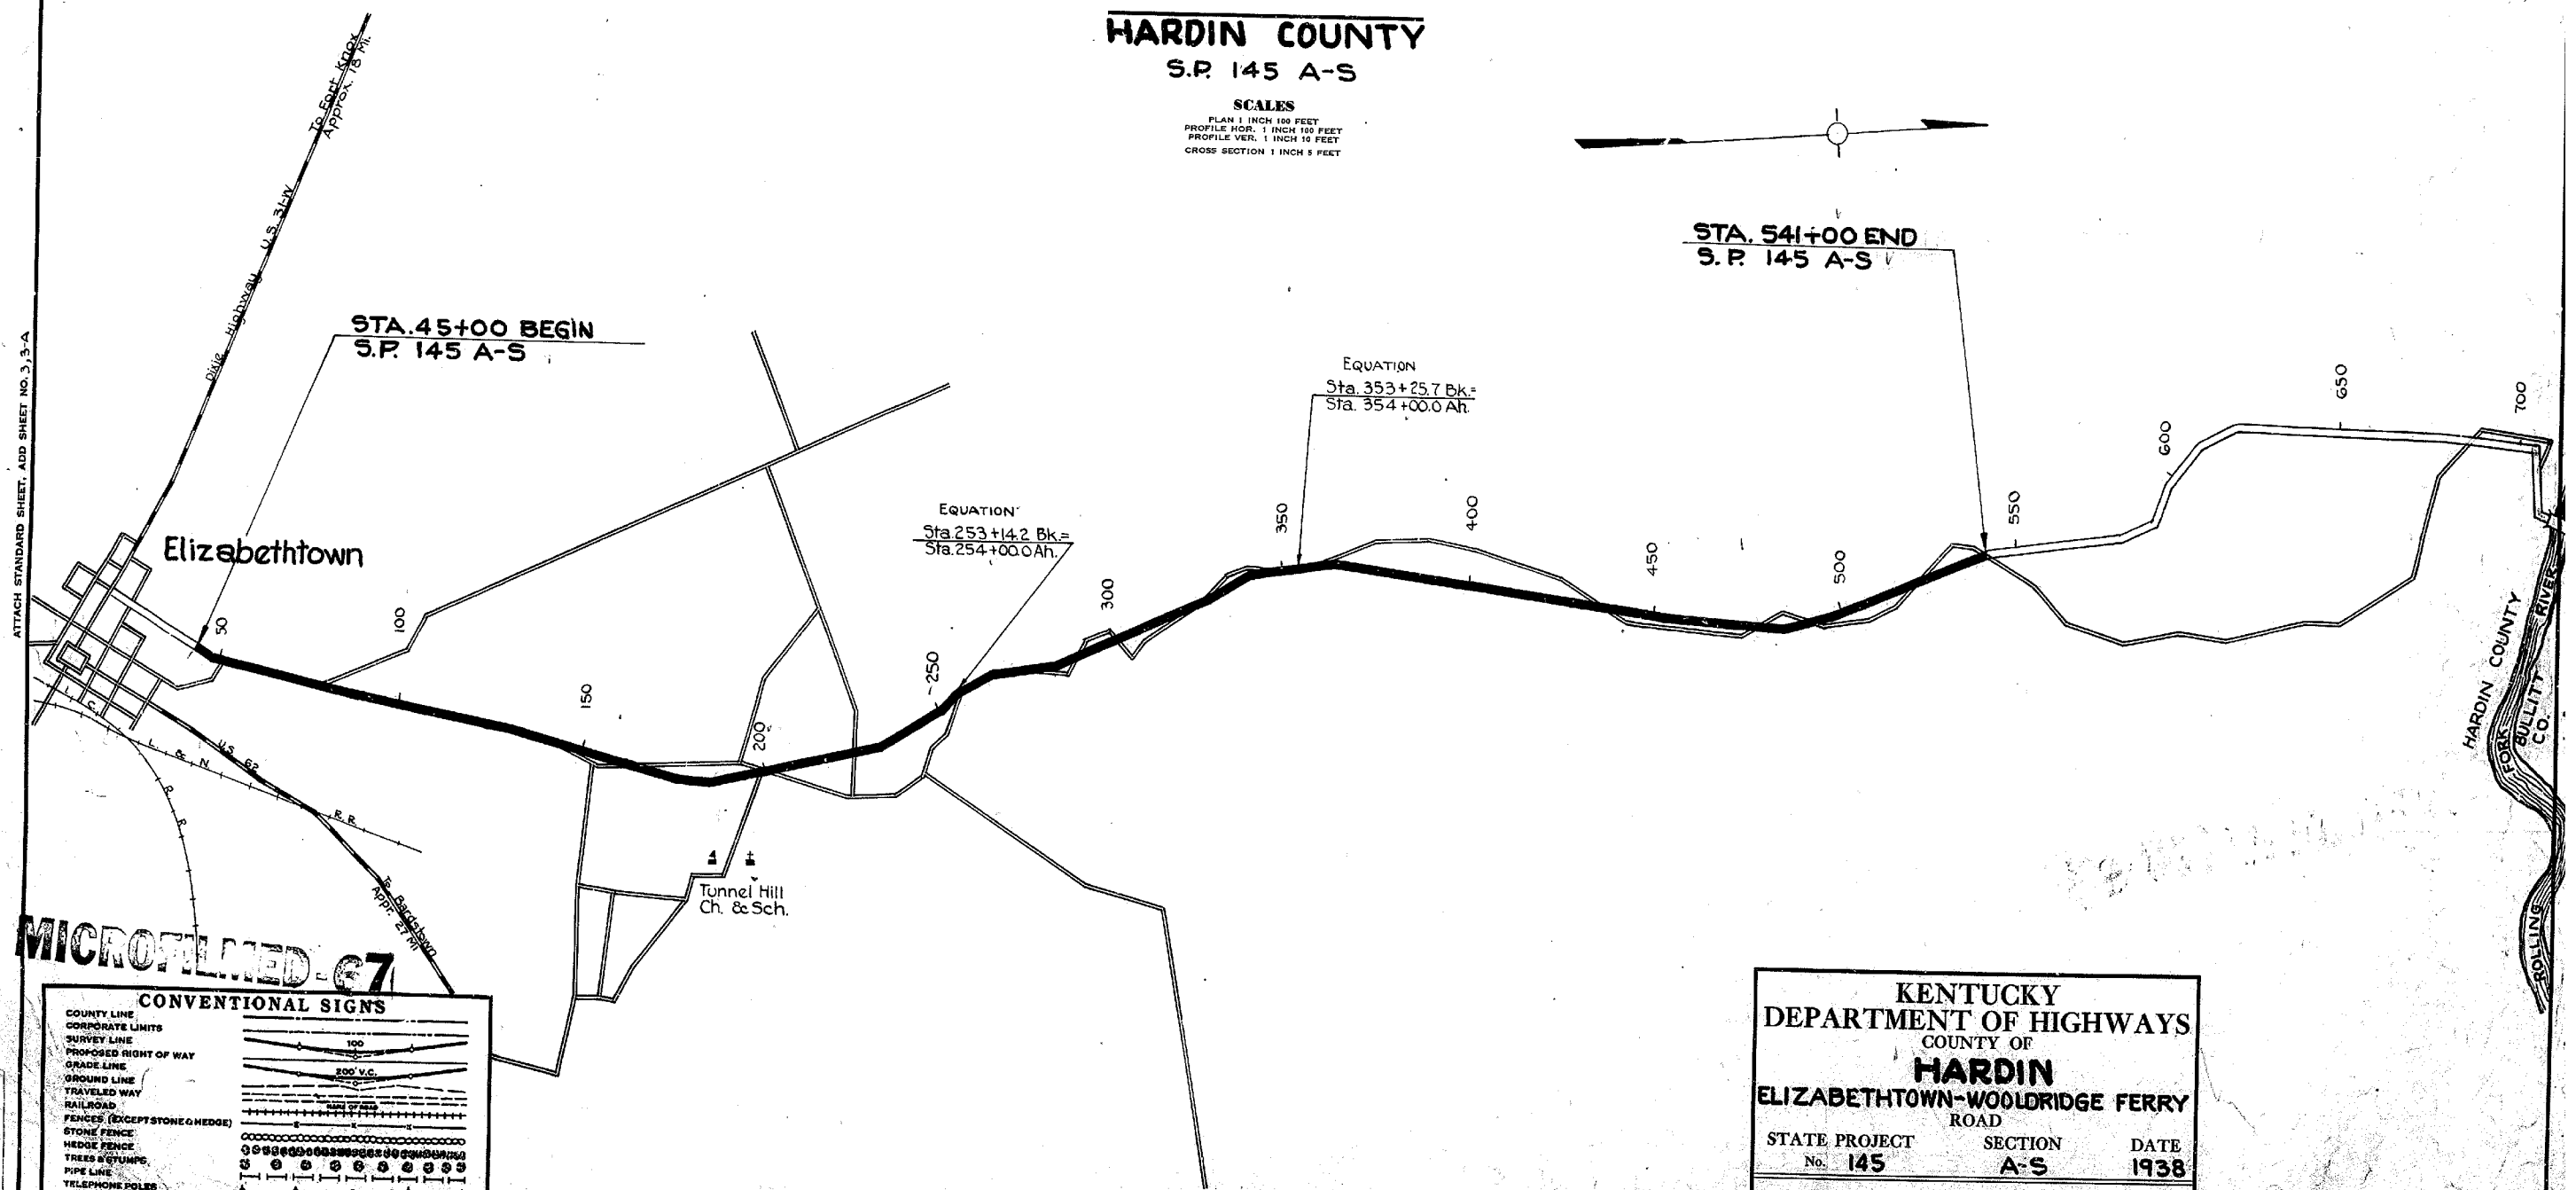 HARDIN COUNTY
S.P. 145 A-S
SCALES
PLAN 1 INCH 100 FEET
PROFILE HOR. 1 INCH 100 FEET
PROFILE VER. 1 INCH 10 FEET
CROSS SECTION 1 INCH 5 FEET
To Fort Knox
Approx. 18 Mi.
Dixie Highway U.S. 31-W
STA. 45+00 BEGIN
S.P. 145 A-S
STA. 541+00 END
S.P. 145 A-S
ATTACH STANDARD SHEET, ADD SHEET NO. 3, 3-A
EQUATION
Sta. 353+25.7 Bk.=
Sta. 354+00.0 Ah.
EQUATION
Sta. 253+14.2 Bk.=
Sta. 254+00.0 Ah.
Elizabethtown
50
100
150
200
250
300
350
400
450
500
550
600
650
700
HARDIN COUNTY
BULLITT CO.
ROLLING FORK RIVER
I. C. R. R.
L & N R.R.
U.S. 62
To Bardstown
Appr. 27 Mi
Tunnel Hill
Ch. & Sch.
MICROFILMED-67
CONVENTIONAL SIGNS
COUNTY LINE
CORPORATE LIMITS
SURVEY LINE
100
PROPOSED RIGHT OF WAY
GRADE LINE
200' V.C.
GROUND LINE
TRAVELED WAY
NAME OF ROAD
RAILROAD
FENCES (EXCEPT STONE & HEDGE)
STONE FENCE
HEDGE FENCE
TREES & STUMPS
PIPE LINE
TELEPHONE POLES
KENTUCKY
DEPARTMENT OF HIGHWAYS
COUNTY OF
HARDIN
ELIZABETHTOWN-WOOLDRIDGE FERRY
ROAD
STATE PROJECT SECTION DATE
No. 145 A-S 1938